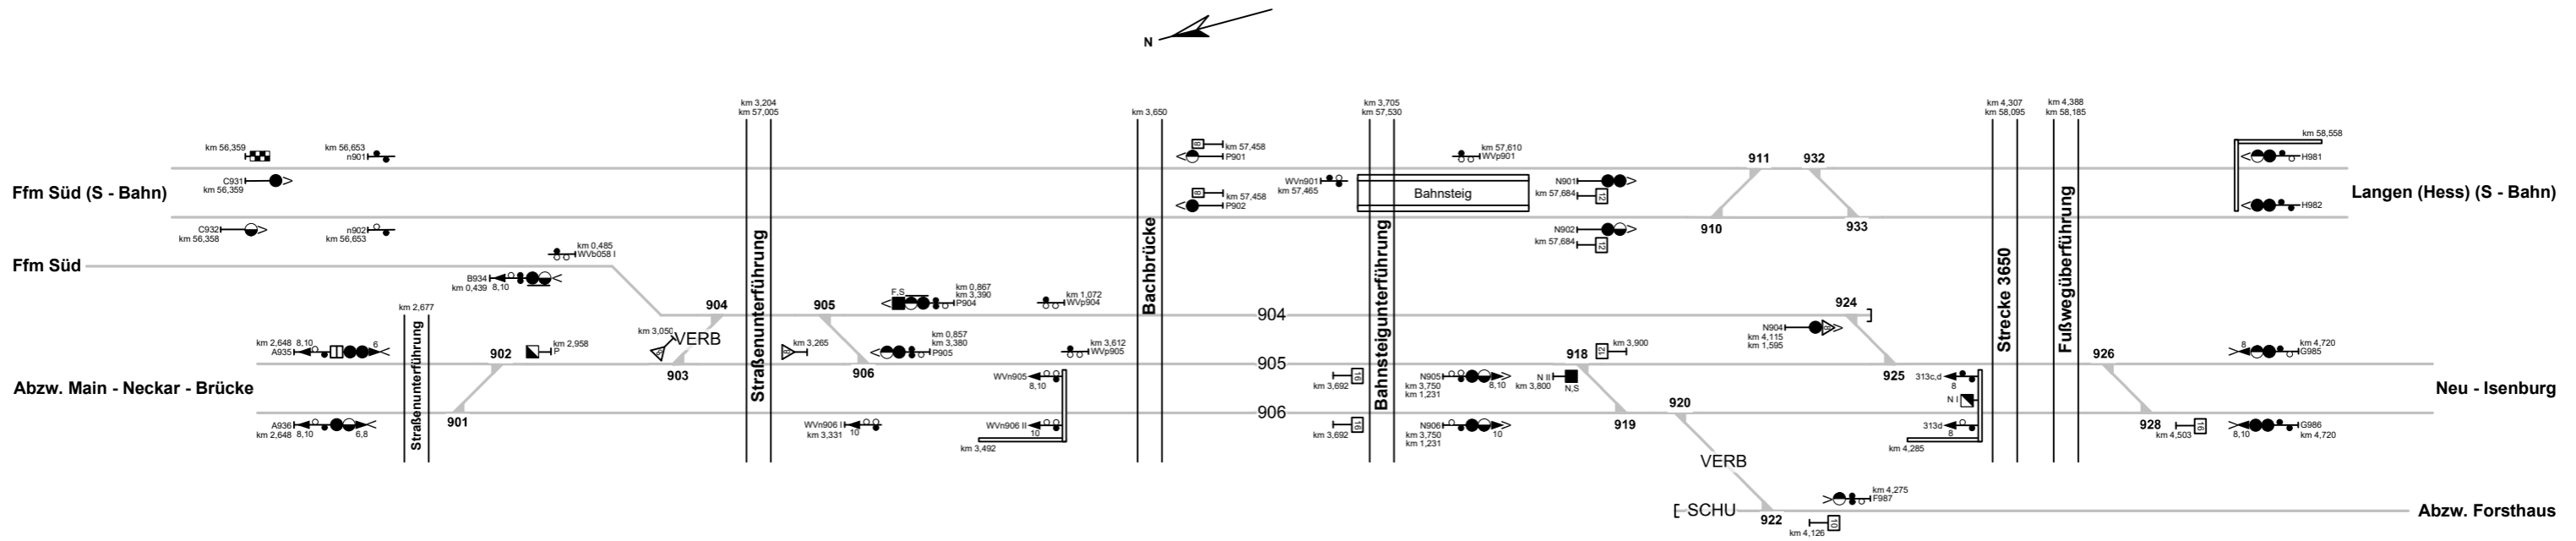 N
km 3,204
km 57,005
km 3,650
km 3,705
km 57,530
km 4,307
km 58,095
km 4,388
km 58,185
km 58,558
km 56,359
km 56,653
n901
8
km 57,458
P901
km 57,610
WVp901
911
932
H981
Ffm Süd (S - Bahn)
C931
km 56,359
8
km 57,458
P902
WVn901
km 57,465
Bahnsteig
N901
km 57,684
12
Langen (Hess) (S - Bahn)
H982
C932
km 56,358
n902
km 56,653
N902
km 57,684
12
910
933
Straßenunterführung
Bachbrücke
Bahnsteigunterführung
Strecke 3650
Fußwegüberführung
Ffm Süd
km 0,485
WVb058 I
B934
8,10
km 0,439
904
905
F,S
km 0,867
km 3,390
P904
km 1,072
WVp904
904
924
km 2,677
Straßenunterführung
km 2,648
8,10
A935
6
902
km 2,958
P
km 3,050
VERB
8
km 3,265
km 0,857
km 3,380
P905
km 3,612
WVp905
N904
km 4,115
km 1,595
8
km 3,900
12
918
926
8
km 4,720
G985
Abzw. Main - Neckar - Brücke
903
906
905
WVn905
8,10
km 3,692
16
N905
km 3,750
km 1,231
8,10
N II
km 3,800
N,S
925
313c,d
8
N I
Neu - Isenburg
A936
km 2,648
8,10
6,8
901
WVn906 I
km 3,331
10
WVn906 II
10
km 3,492
906
km 3,692
16
N906
km 3,750
km 1,231
10
919
920
313d
8
km 4,285
928
km 4,503
16
8,10
G986
km 4,720
VERB
SCHU
922
km 4,275
F987
km 4,126
10
Abzw. Forsthaus